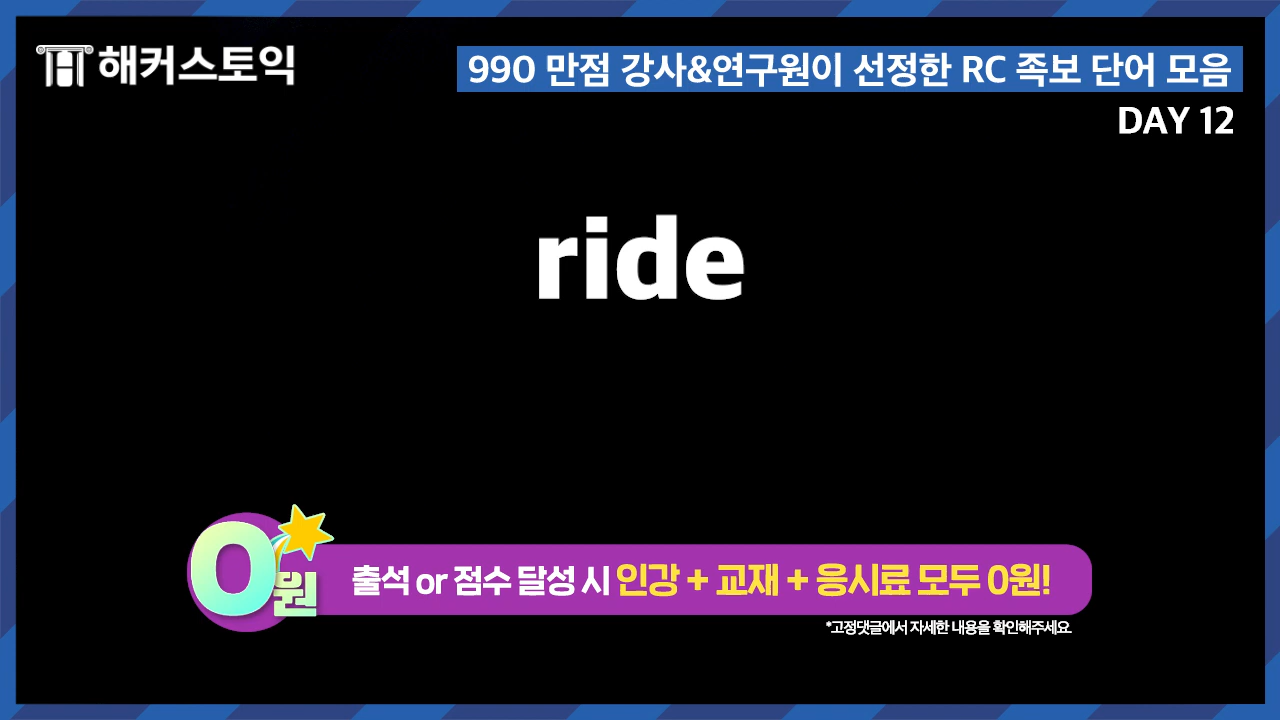 해커스토익
990 만점 강사&연구원이 선정한 RC 족보 단어 모음
DAY 12
ride
0원
출석 or 점수 달성 시 인강 + 교재 + 응시료 모두 0원!
*고정댓글에서 자세한 내용을 확인해주세요.